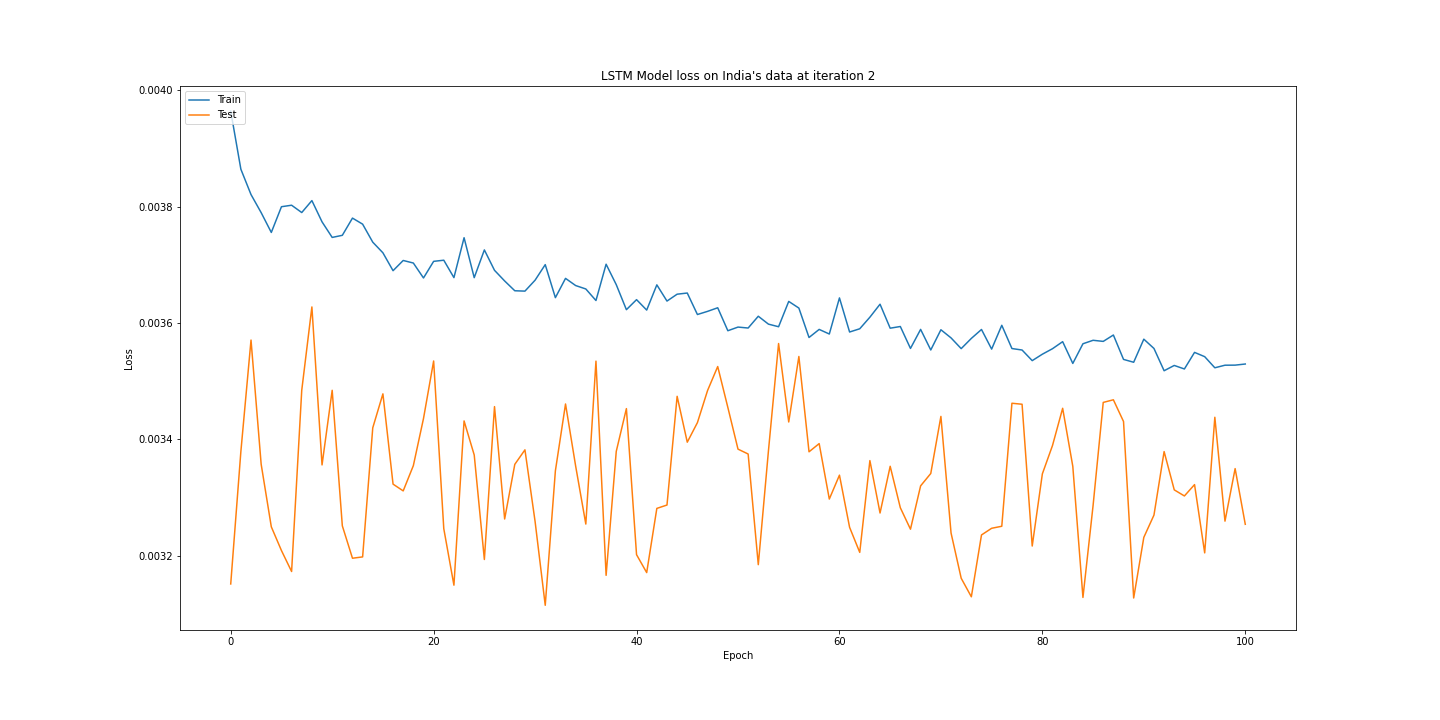 LSTM Model loss on India's data at iteration 2
Train
Test
0.0040
0.0038
0.0036
0.0034
0.0032
Loss
0 20 40 60 80 100
Epoch